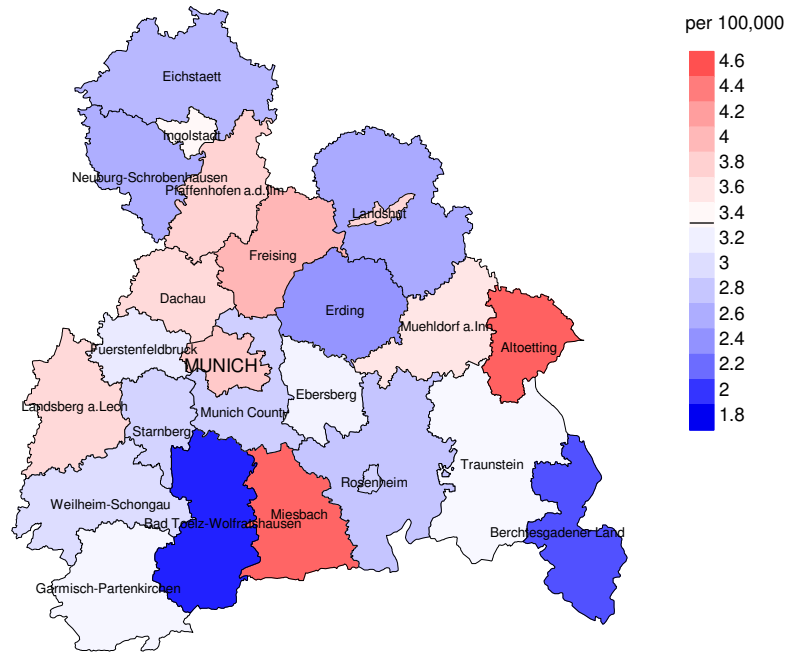 per 100,000
4.6
4.4
4.2
4
3.8
3.6
3.4
3.2
3
2.8
2.6
2.4
2.2
2
1.8
Eichstaett
Ingolstadt
Neuburg-Schrobenhausen
Pfaffenhofen a.d.Ilm
Landshut
Freising
Dachau
Erding
Muehldorf a.Inn
Altoetting
Fuerstenfeldbruck
MUNICH
Ebersberg
Landsberg a.Lech
Munich County
Starnberg
Traunstein
Rosenheim
Weilheim-Schongau
Miesbach
Bad Toelz-Wolfratshausen
Berchtesgadener Land
Garmisch-Partenkirchen